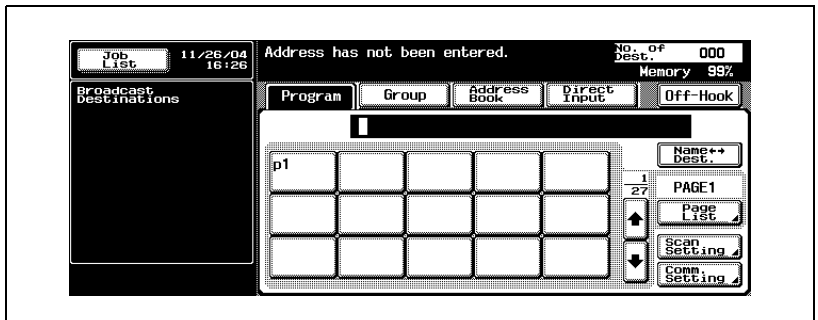 Job
List
11/26/04
16:26
Address has not been entered.
No. of
Dest.
000
Memory 99%
Broadcast
Destinations
Program
Group
Address
Book
Direct
Input
Off-Hook
Name↔
Dest.
p1
1
27
PAGE1
Page
List
Scan
Setting
Comm.
Setting